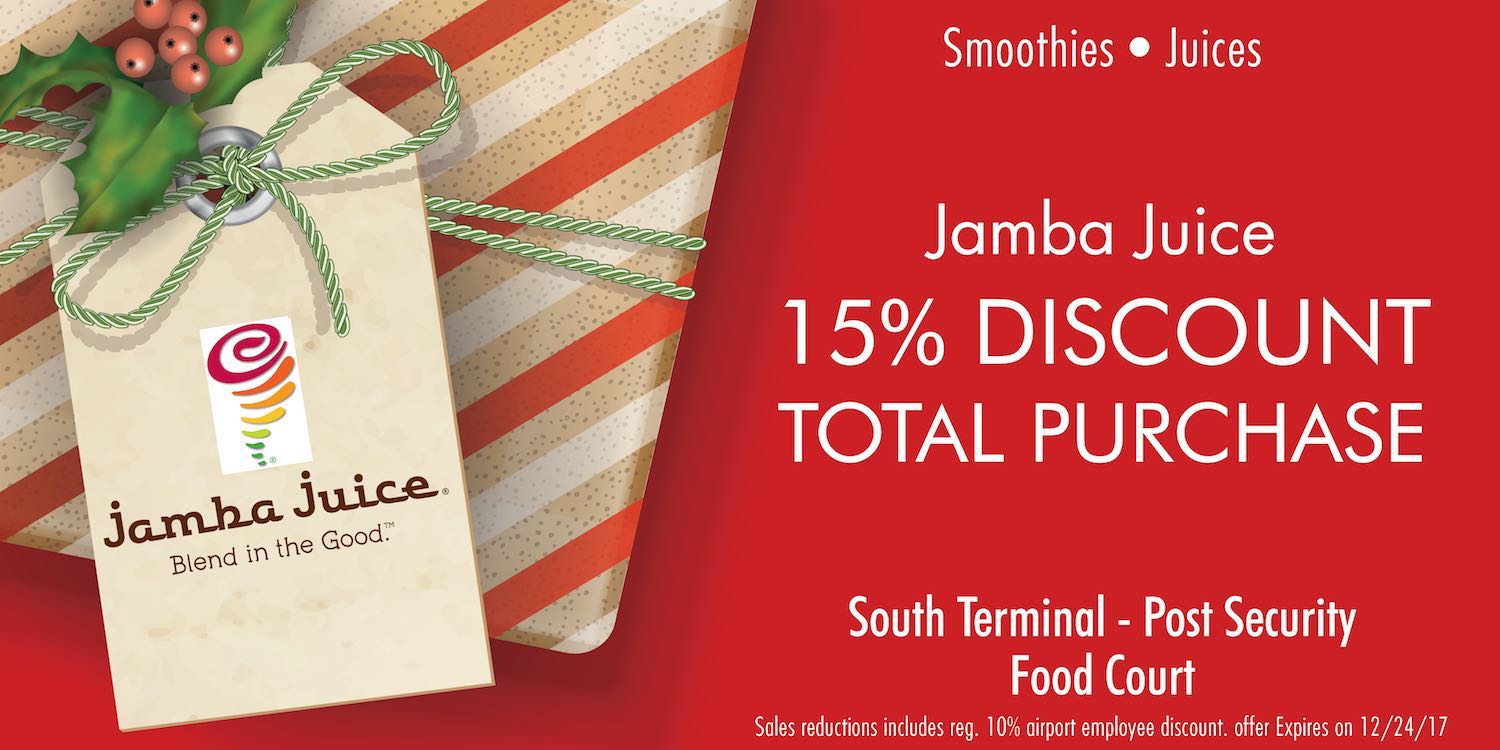 Smoothies • Juices
Jamba Juice
15% DISCOUNT
TOTAL PURCHASE
jamba juice®
Blend in the Good.™
South Terminal - Post Security
Food Court
Sales reductions includes reg. 10% airport employee discount. offer Expires on 12/24/17